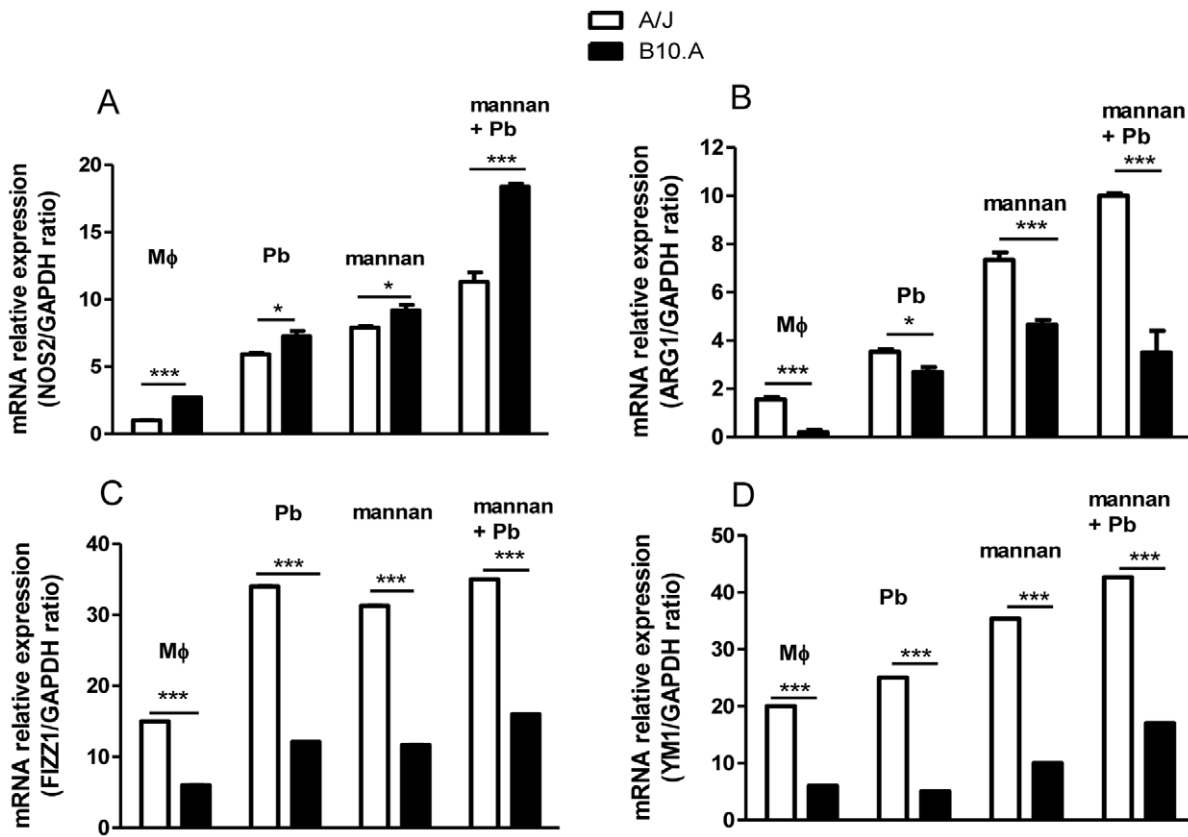 A/J
B10.A
A
mRNA relative expression
(NOS2/GAPDH ratio)
20
15
10
5
0
Mϕ
***
Pb
*
mannan
*
mannan
+ Pb
***
B
mRNA relative expression
(ARG1/GAPDH ratio)
12
10
8
6
4
2
0
Mϕ
***
Pb
*
mannan
***
mannan
+ Pb
***
C
mRNA relative expression
(FIZZ1/GAPDH ratio)
40
30
20
10
0
Mϕ
***
Pb
***
mannan
***
mannan
+ Pb
***
D
mRNA relative expression
(YM1/GAPDH ratio)
50
40
30
20
10
0
Mϕ
***
Pb
***
mannan
***
mannan
+ Pb
***